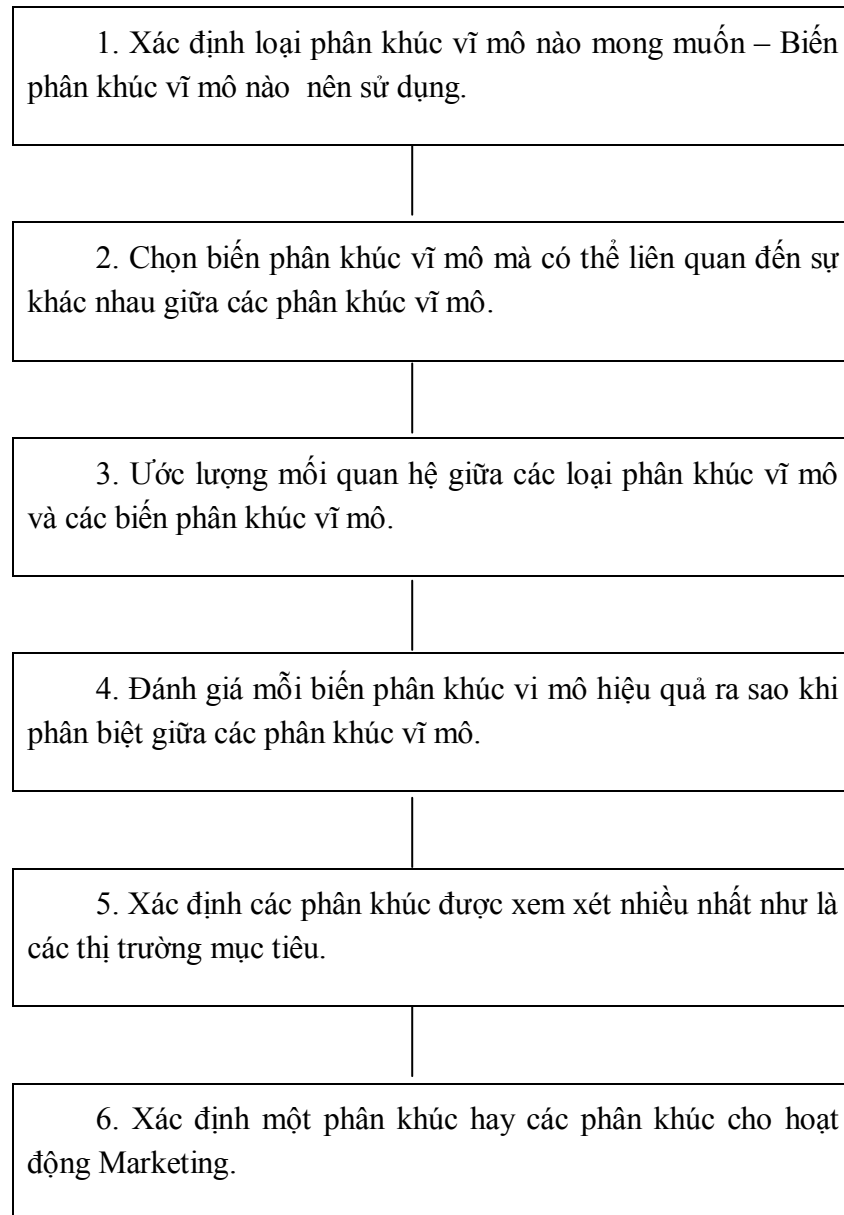 1. Xác định loại phân khúc vĩ mô nào mong muốn – Biến
phân khúc vĩ mô nào nên sử dụng.
2. Chọn biến phân khúc vĩ mô mà có thể liên quan đến sự
khác nhau giữa các phân khúc vĩ mô.
3. Ước lượng mối quan hệ giữa các loại phân khúc vĩ mô
và các biến phân khúc vĩ mô.
4. Đánh giá mỗi biến phân khúc vi mô hiệu quả ra sao khi
phân biệt giữa các phân khúc vĩ mô.
5. Xác định các phân khúc được xem xét nhiều nhất như là
các thị trường mục tiêu.
6. Xác định một phân khúc hay các phân khúc cho hoạt
động Marketing.